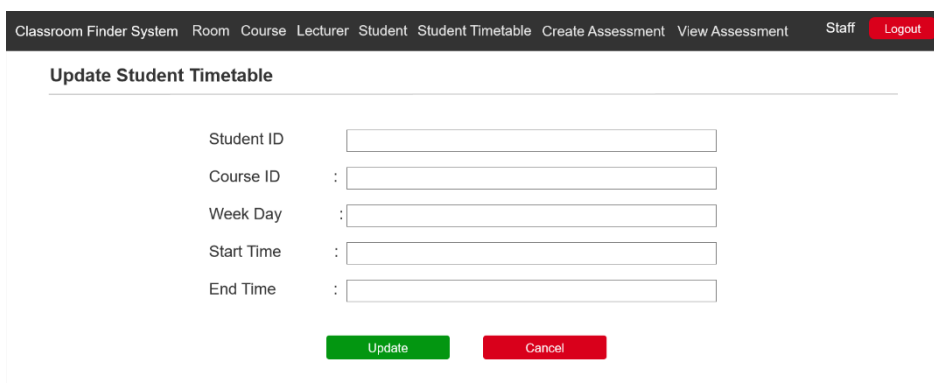 Classroom Finder System Room Course Lecturer Student Student Timetable Create Assessment View Assessment Staff Logout
Update Student Timetable
Student ID
Course ID :
Week Day :
Start Time :
End Time :
Update Cancel